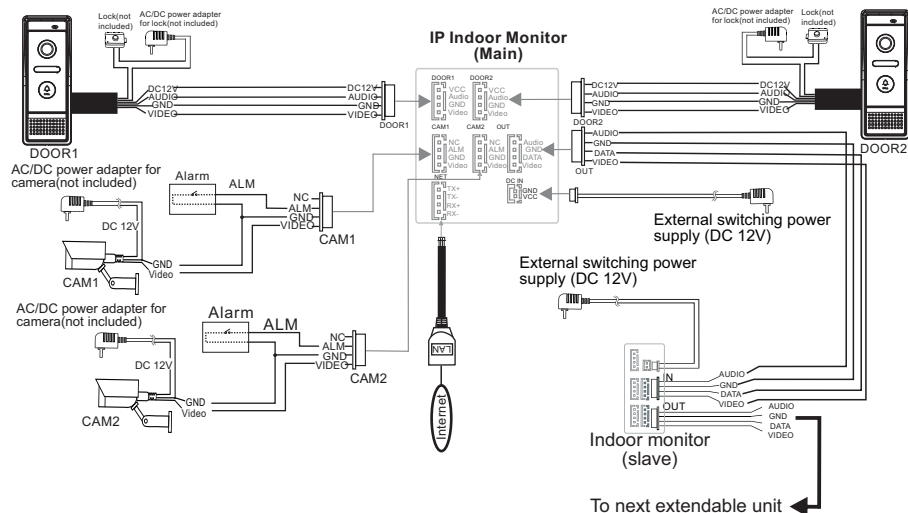 Lock(not
included)
AC/DC power adapter
for lock(not included)
DC12V
AUDIO
GND
VIDEO
DC12V
AUDIO
GND
VIDEO
DOOR1
DOOR1
IP Indoor Monitor
(Main)
DOOR1
VCC
Audio
GND
Video
DOOR2
VCC
Audio
GND
Video
CAM1
NC
ALM
GND
Video
CAM2
NC
ALM
GND
Video
OUT
Audio
GND
DATA
Video
NET
TX+
TX-
RX+
RX-
DC IN
GND
VCC
AC/DC power adapter
for lock(not included)
Lock(not
included)
DC12V
AUDIO
GND
VIDEO
DC12V
AUDIO
GND
VIDEO
DOOR2
DOOR2
AUDIO
GND
DATA
VIDEO
OUT
AC/DC power adapter for
camera(not included)
DC 12V
Alarm
ALM
NC
ALM
GND
VIDEO
CAM1
GND
Video
CAM1
External switching power
supply (DC 12V)
External switching power
supply (DC 12V)
AC/DC power adapter for
camera(not included)
DC 12V
Alarm
ALM
NC
ALM
GND
VIDEO
CAM2
GND
Video
CAM2
LAN
Internet
IN
AUDIO
GND
DATA
VIDEO
OUT
AUDIO
GND
DATA
VIDEO
Indoor monitor
(slave)
To next extendable unit